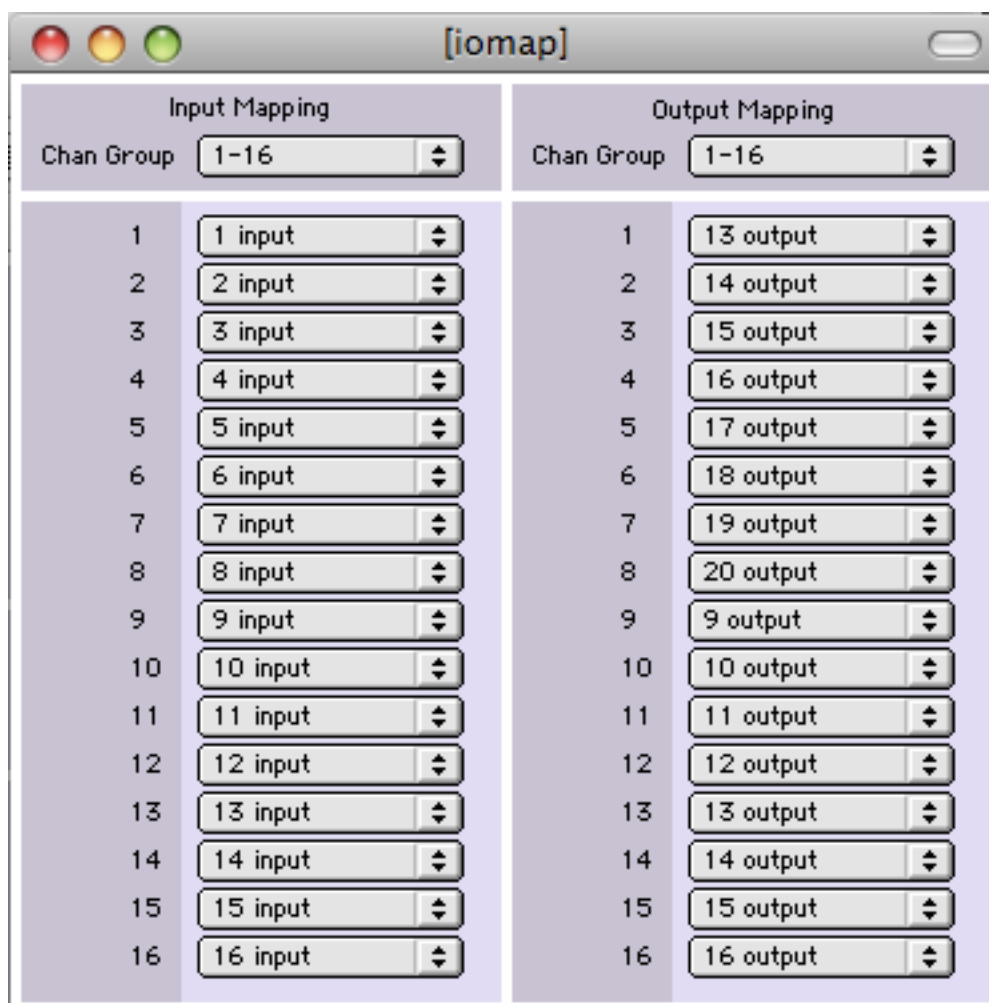 [iomap]
Input Mapping
Chan Group 1-16
1 1 input
2 2 input
3 3 input
4 4 input
5 5 input
6 6 input
7 7 input
8 8 input
9 9 input
10 10 input
11 11 input
12 12 input
13 13 input
14 14 input
15 15 input
16 16 input
Output Mapping
Chan Group 1-16
1 13 output
2 14 output
3 15 output
4 16 output
5 17 output
6 18 output
7 19 output
8 20 output
9 9 output
10 10 output
11 11 output
12 12 output
13 13 output
14 14 output
15 15 output
16 16 output